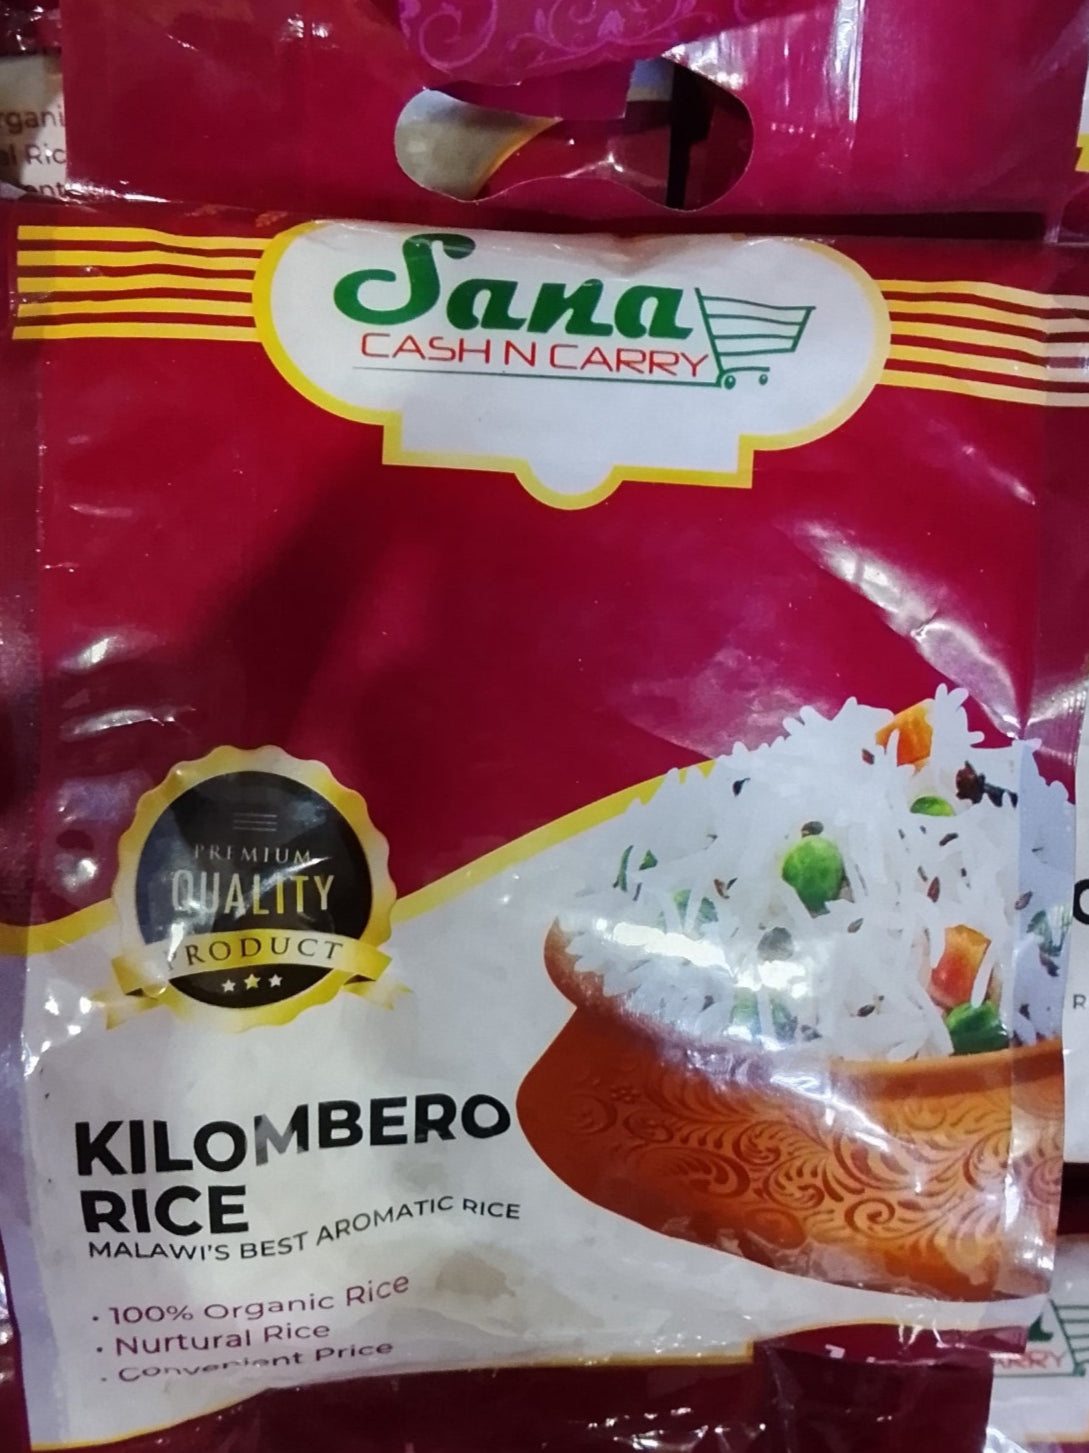 Sana
CASH N CARRY
PREMIUM
QUALITY
PRODUCT
KILOMBERO
RICE
MALAWI'S BEST AROMATIC RICE
· 100% Organic Rice
· Nurtural Rice
· Convenient Price